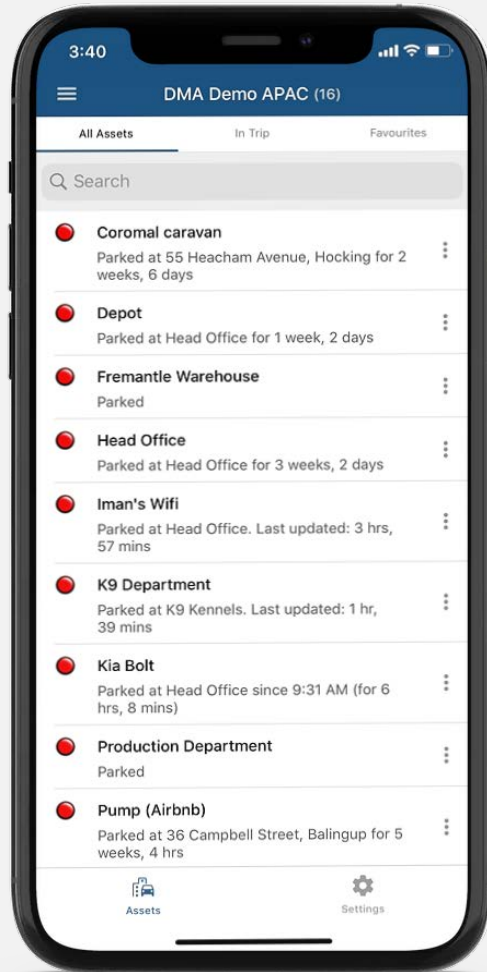 3:40
DMA Demo APAC (16)
All Assets
In Trip
Favourites
Search
Coromal caravan
Parked at 55 Heacham Avenue, Hocking for 2
weeks, 6 days
Depot
Parked at Head Office for 1 week, 2 days
Fremantle Warehouse
Parked
Head Office
Parked at Head Office for 3 weeks, 2 days
Iman's Wifi
Parked at Head Office. Last updated: 3 hrs,
57 mins
K9 Department
Parked at K9 Kennels. Last updated: 1 hr,
39 mins
Kia Bolt
Parked at Head Office since 9:31 AM (for 6
hrs, 8 mins)
Production Department
Parked
Pump (Airbnb)
Parked at 36 Campbell Street, Balingup for 5
weeks, 4 hrs
Assets
Settings